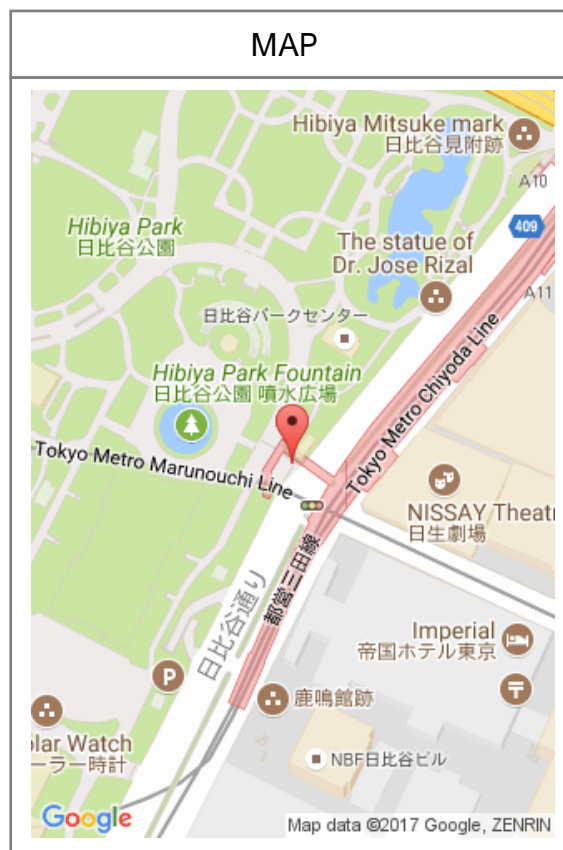 MAP
Hibiya Mitsuke mark
日比谷見附跡
A10
Hibiya Park
日比谷公園
409
The statue of
Dr. Jose Rizal
A11
日比谷パークセンター
Tokyo Metro Chiyoda Line
Hibiya Park Fountain
日比谷公園 噴水広場
Tokyo Metro Marunouchi Line
NISSAY Theatr
日生劇場
都営三田線
日比谷通り
Imperial
帝国ホテル東京
P
鹿鳴館跡
olar Watch
ーラー時計
NBF日比谷ビル
Google
Map data ©2017 Google, ZENRIN